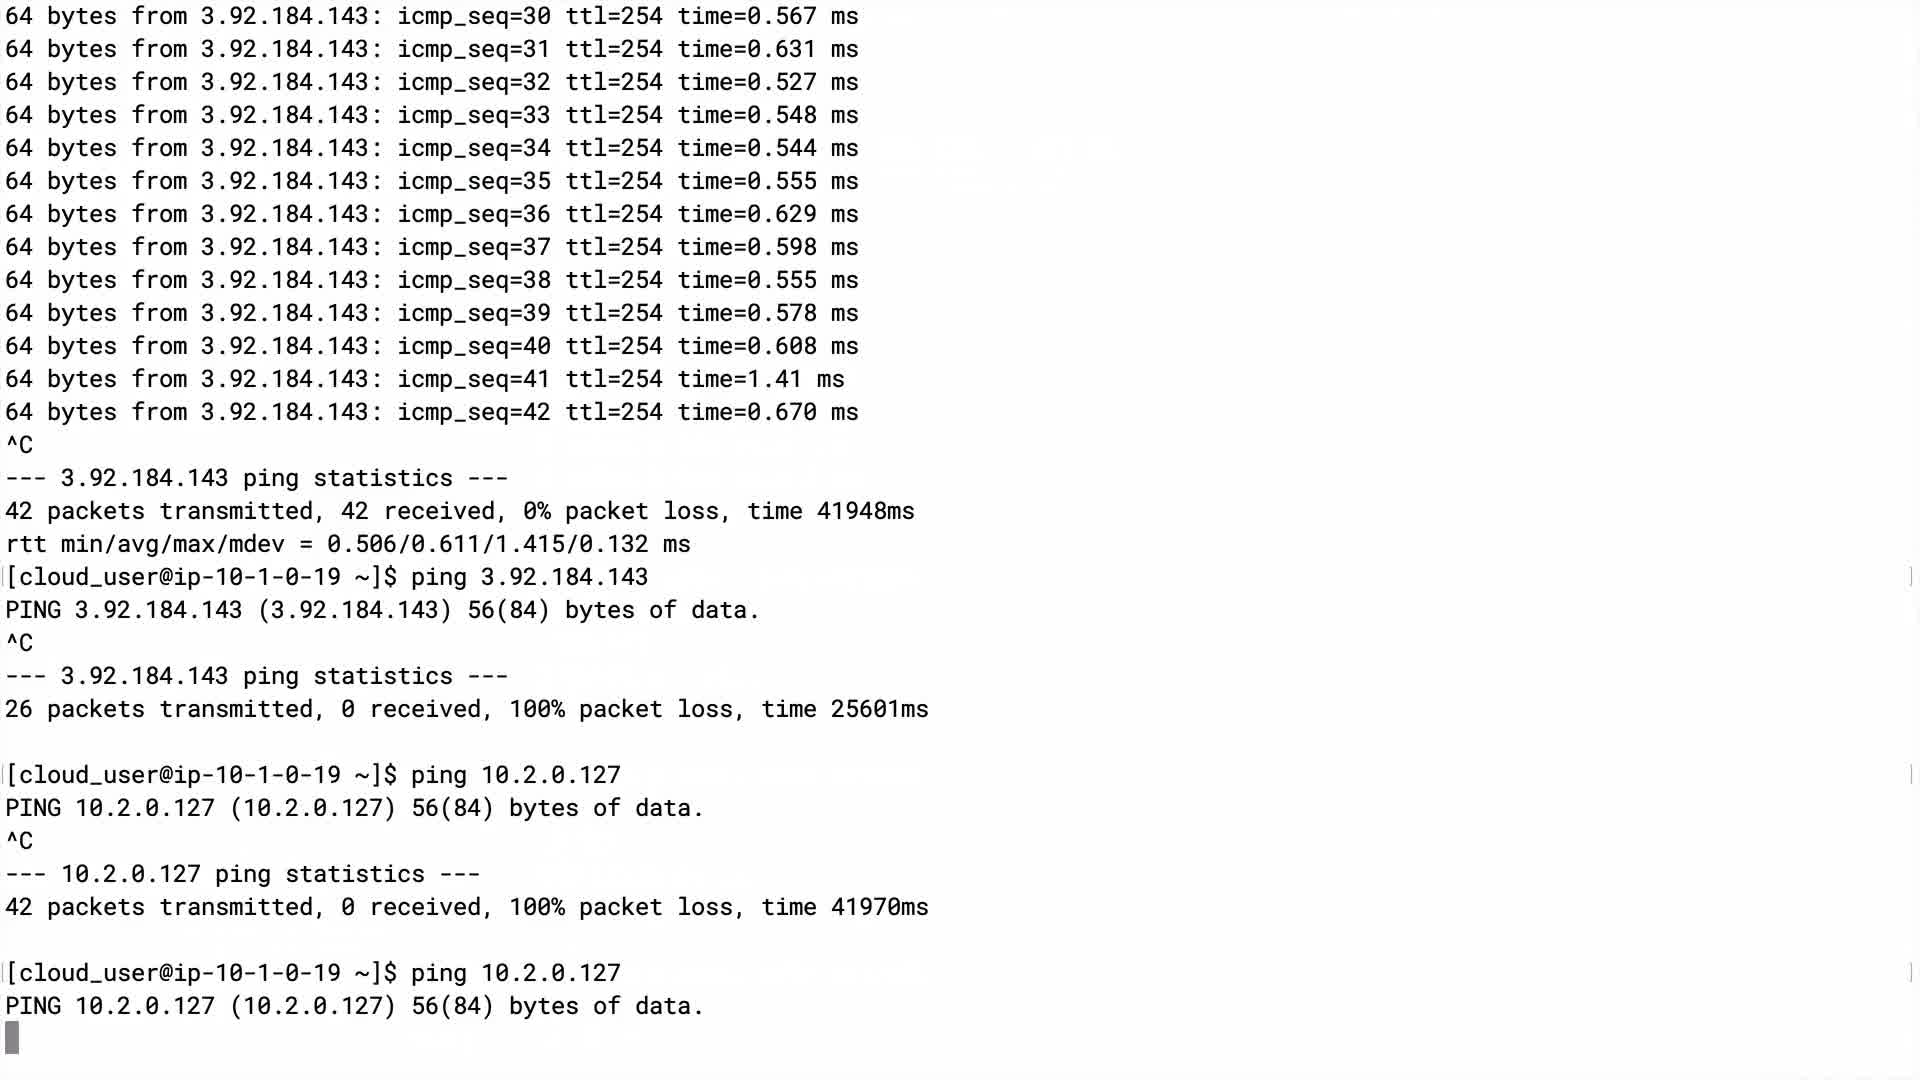 64 bytes from 3.92.184.143: icmp_seq=30 ttl=254 time=0.567 ms
64 bytes from 3.92.184.143: icmp_seq=31 ttl=254 time=0.631 ms
64 bytes from 3.92.184.143: icmp_seq=32 ttl=254 time=0.527 ms
64 bytes from 3.92.184.143: icmp_seq=33 ttl=254 time=0.548 ms
64 bytes from 3.92.184.143: icmp_seq=34 ttl=254 time=0.544 ms
64 bytes from 3.92.184.143: icmp_seq=35 ttl=254 time=0.555 ms
64 bytes from 3.92.184.143: icmp_seq=36 ttl=254 time=0.629 ms
64 bytes from 3.92.184.143: icmp_seq=37 ttl=254 time=0.598 ms
64 bytes from 3.92.184.143: icmp_seq=38 ttl=254 time=0.555 ms
64 bytes from 3.92.184.143: icmp_seq=39 ttl=254 time=0.578 ms
64 bytes from 3.92.184.143: icmp_seq=40 ttl=254 time=0.608 ms
64 bytes from 3.92.184.143: icmp_seq=41 ttl=254 time=1.41 ms
64 bytes from 3.92.184.143: icmp_seq=42 ttl=254 time=0.670 ms
^C
--- 3.92.184.143 ping statistics ---
42 packets transmitted, 42 received, 0% packet loss, time 41948ms
rtt min/avg/max/mdev = 0.506/0.611/1.415/0.132 ms
[cloud_user@ip-10-1-0-19 ~]$ ping 3.92.184.143
PING 3.92.184.143 (3.92.184.143) 56(84) bytes of data.
^C
--- 3.92.184.143 ping statistics ---
26 packets transmitted, 0 received, 100% packet loss, time 25601ms

[cloud_user@ip-10-1-0-19 ~]$ ping 10.2.0.127
PING 10.2.0.127 (10.2.0.127) 56(84) bytes of data.
^C
--- 10.2.0.127 ping statistics ---
42 packets transmitted, 0 received, 100% packet loss, time 41970ms

[cloud_user@ip-10-1-0-19 ~]$ ping 10.2.0.127
PING 10.2.0.127 (10.2.0.127) 56(84) bytes of data.